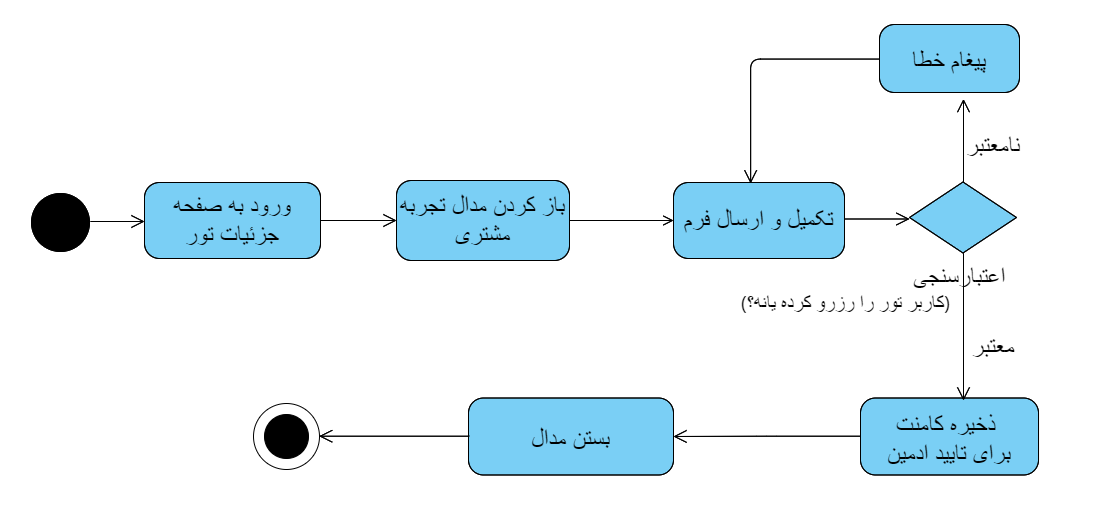 پیغام خطا
نامعتبر
ورود به صفحه
جزئیات تور
باز کردن مدال تجربه
مشتری
تکمیل و ارسال فرم
اعتبارسنجی
(کاربر تور را رزرو کرده یانه؟)
معتبر
ذخیره کامنت
برای تایید ادمین
بستن مدال